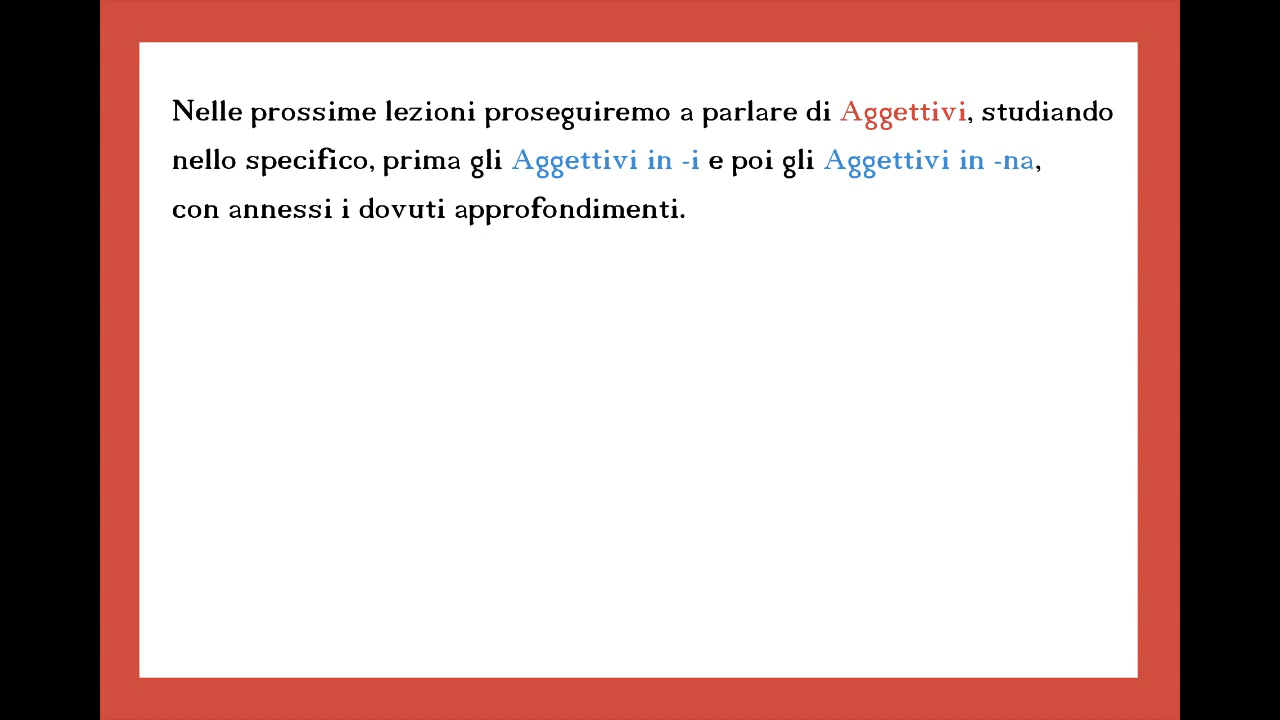 Nelle prossime lezioni proseguiremo a parlare di Aggettivi, studiando
nello specifico, prima gli Aggettivi in -i e poi gli Aggettivi in -na,
con annessi i dovuti approfondimenti.